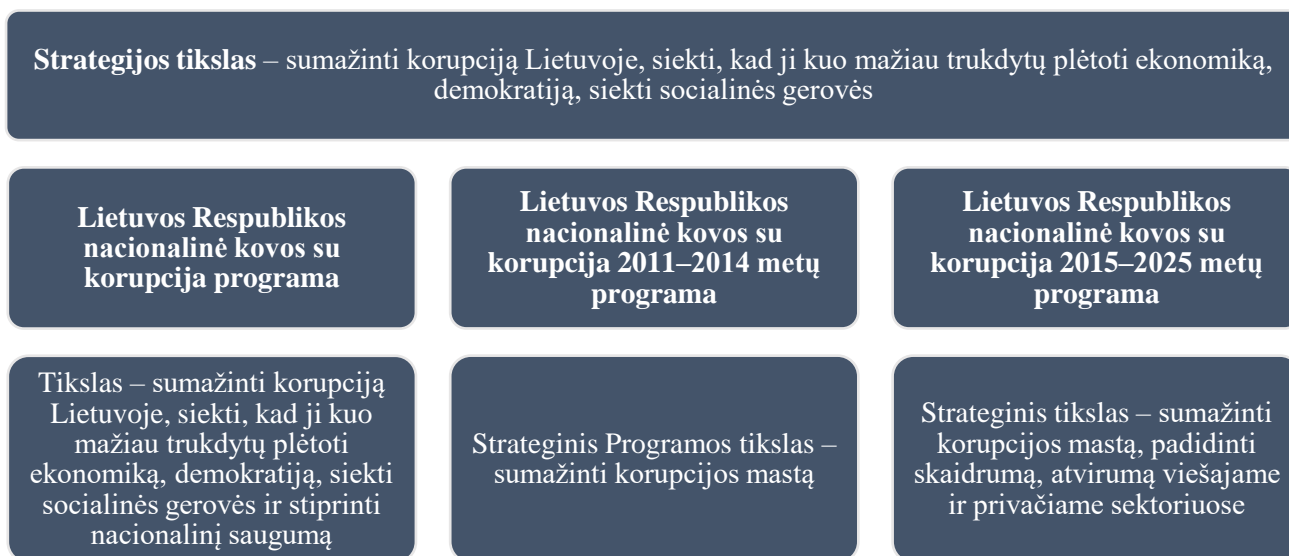 Strategijos tikslas – sumažinti korupciją Lietuvoje, siekti, kad ji kuo mažiau trukdytų plėtoti ekonomiką,
demokratiją, siekti socialinės gerovės
Lietuvos Respublikos
nacionalinė kovos su
korupcija programa
Lietuvos Respublikos
nacionalinė kovos su
korupcija 2011–2014 metų
programa
Lietuvos Respublikos
nacionalinė kovos su
korupcija 2015–2025 metų
programa
Tikslas – sumažinti korupciją
Lietuvoje, siekti, kad ji kuo
mažiau trukdytų plėtoti
ekonomiką, demokratiją, siekti
socialinės gerovės ir stiprinti
nacionalinį saugumą
Strateginis Programos tikslas –
sumažinti korupcijos mastą
Strateginis tikslas – sumažinti
korupcijos mastą, padidinti
skaidrumą, atvirumą viešajame
ir privačiame sektoriuose